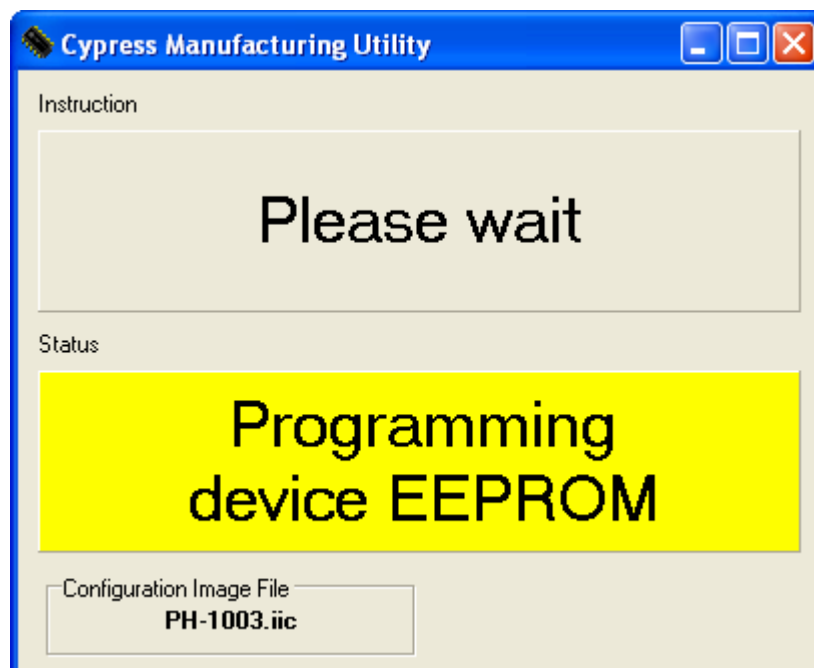 Cypress Manufacturing Utility
Instruction
Please wait
Status
Programming
device EEPROM
Configuration Image File
PH-1003.iic